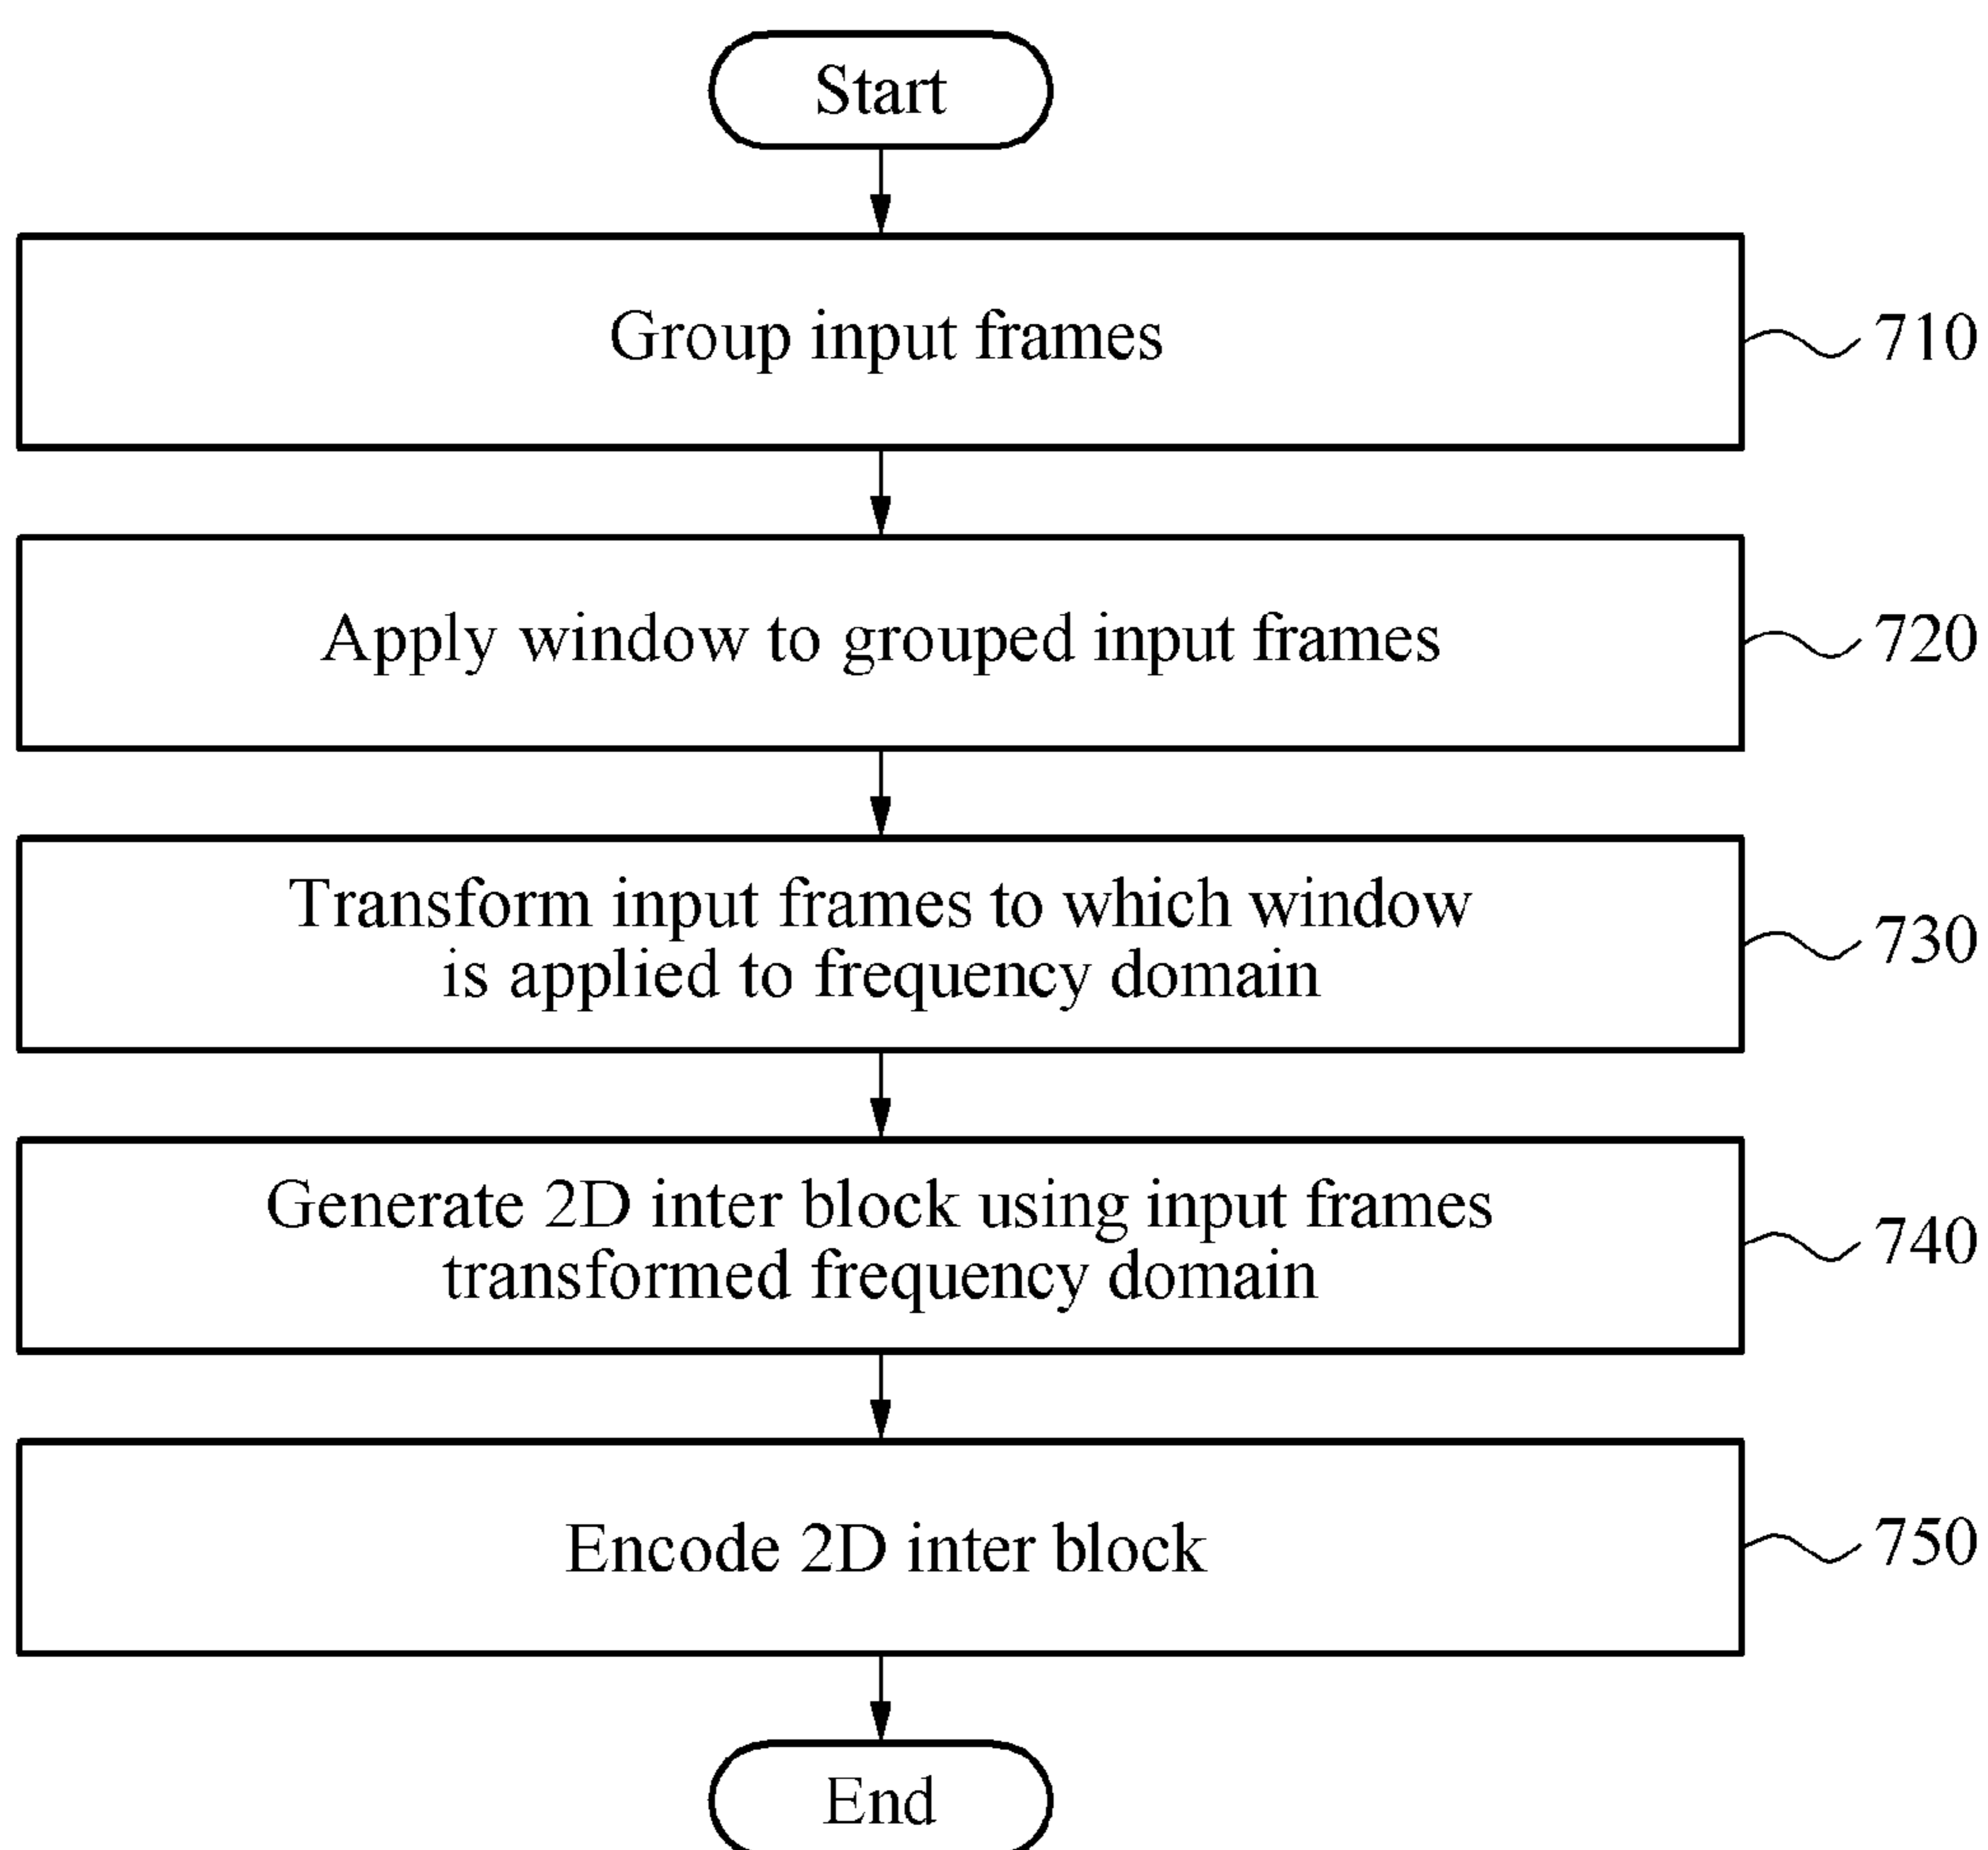 Start
Group input frames
710
Apply window to grouped input frames
720
Transform input frames to which window
is applied to frequency domain
730
Generate 2D inter block using input frames
transformed frequency domain
740
Encode 2D inter block
750
End